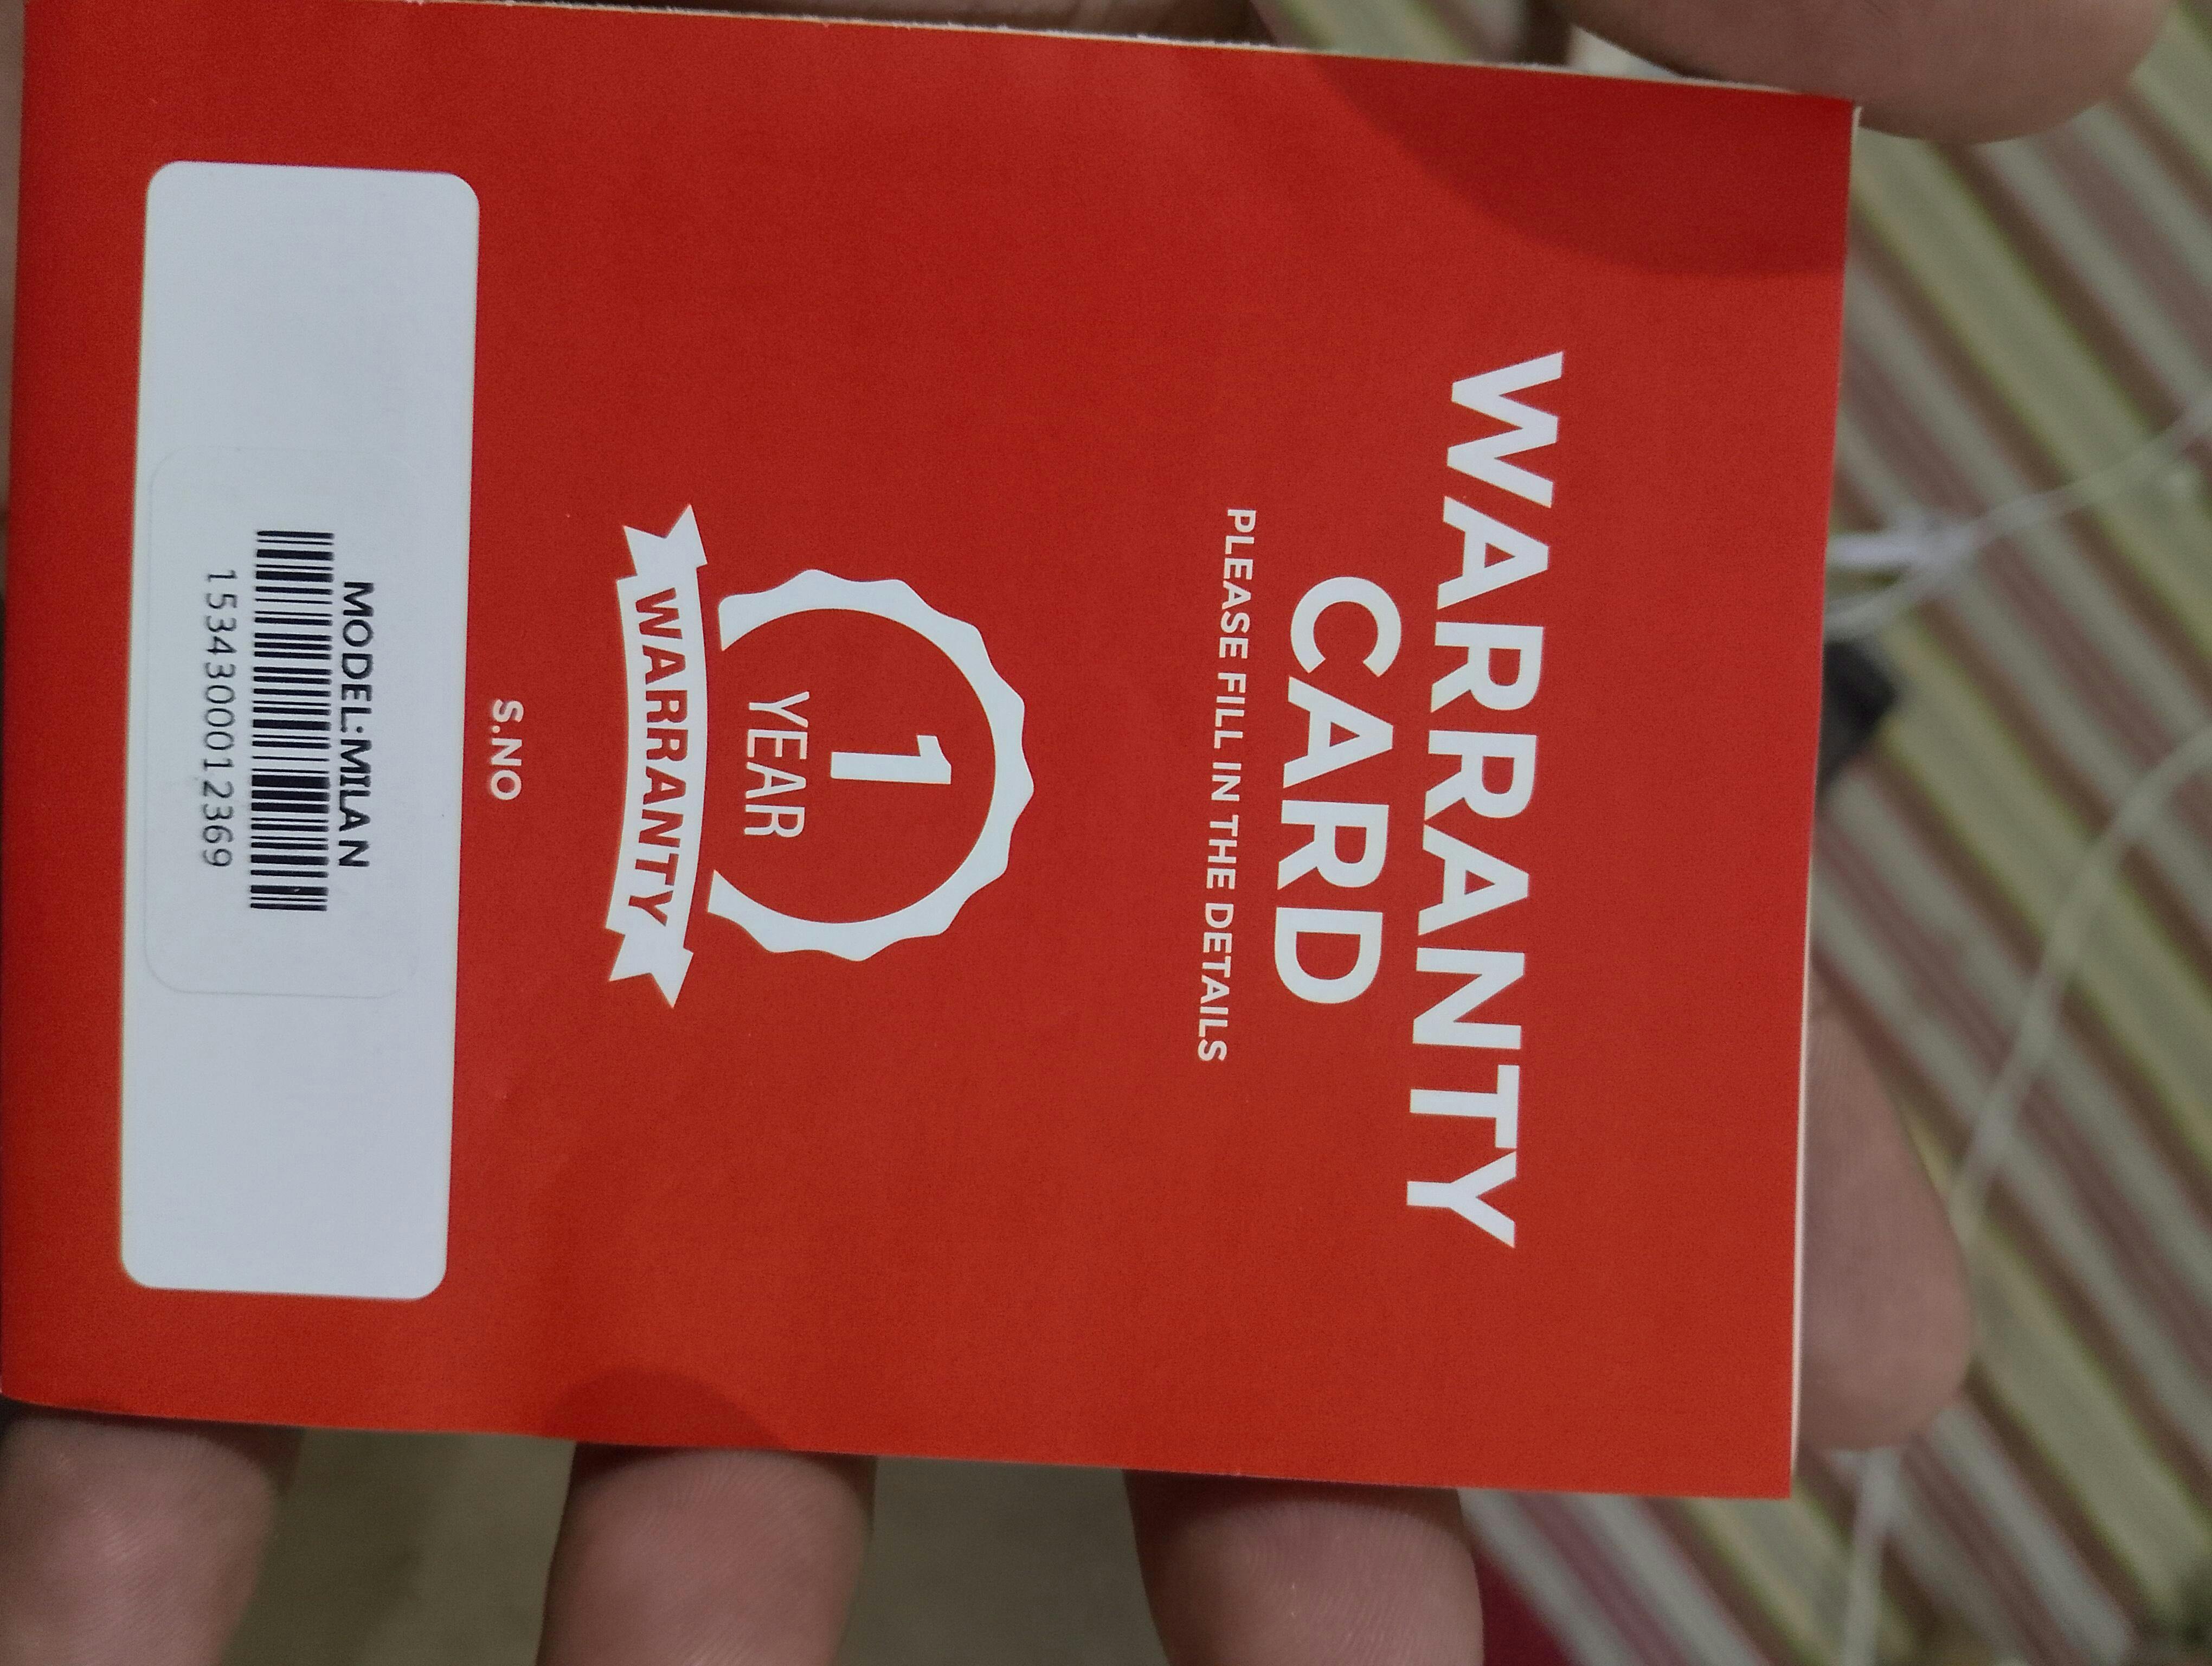 WARRANTY
CARD
PLEASE FILL IN THE DETAILS
1
YEAR
WARRANTY
S.NO
MODEL:MILAN
1534300012369